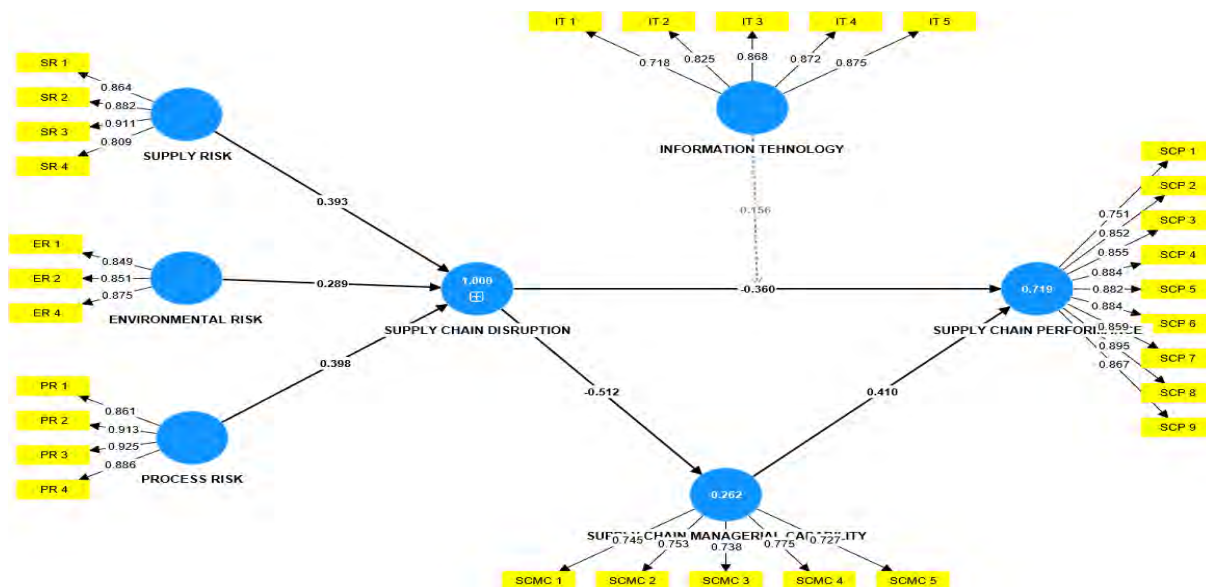 IT 1
IT 2
IT 3
IT 4
IT 5
0.718
0.825
0.868
0.872
0.875
INFORMATION TEHNOLOGY
SR 1
SR 2
SR 3
SR 4
0.864
0.882
0.911
0.809
SUPPLY RISK
0.393
0.156
ER 1
ER 2
ER 4
0.849
0.851
0.875
ENVIRONMENTAL RISK
0.289
1.000
SUPPLY CHAIN DISRUPTION
-0.360
PR 1
PR 2
PR 3
PR 4
0.861
0.913
0.925
0.886
PROCESS RISK
0.398
-0.512
0.410
SCP 1
SCP 2
SCP 3
SCP 4
SCP 5
SCP 6
SCP 7
SCP 8
SCP 9
0.751
0.852
0.855
0.884
0.882
0.884
0.859
0.895
0.867
0.719
SUPPLY CHAIN PERFORMANCE
0.262
SUPPLY CHAIN MANAGERIAL CAPABILITY
0.745
0.753
0.738
0.775
0.727
SCMC 1
SCMC 2
SCMC 3
SCMC 4
SCMC 5